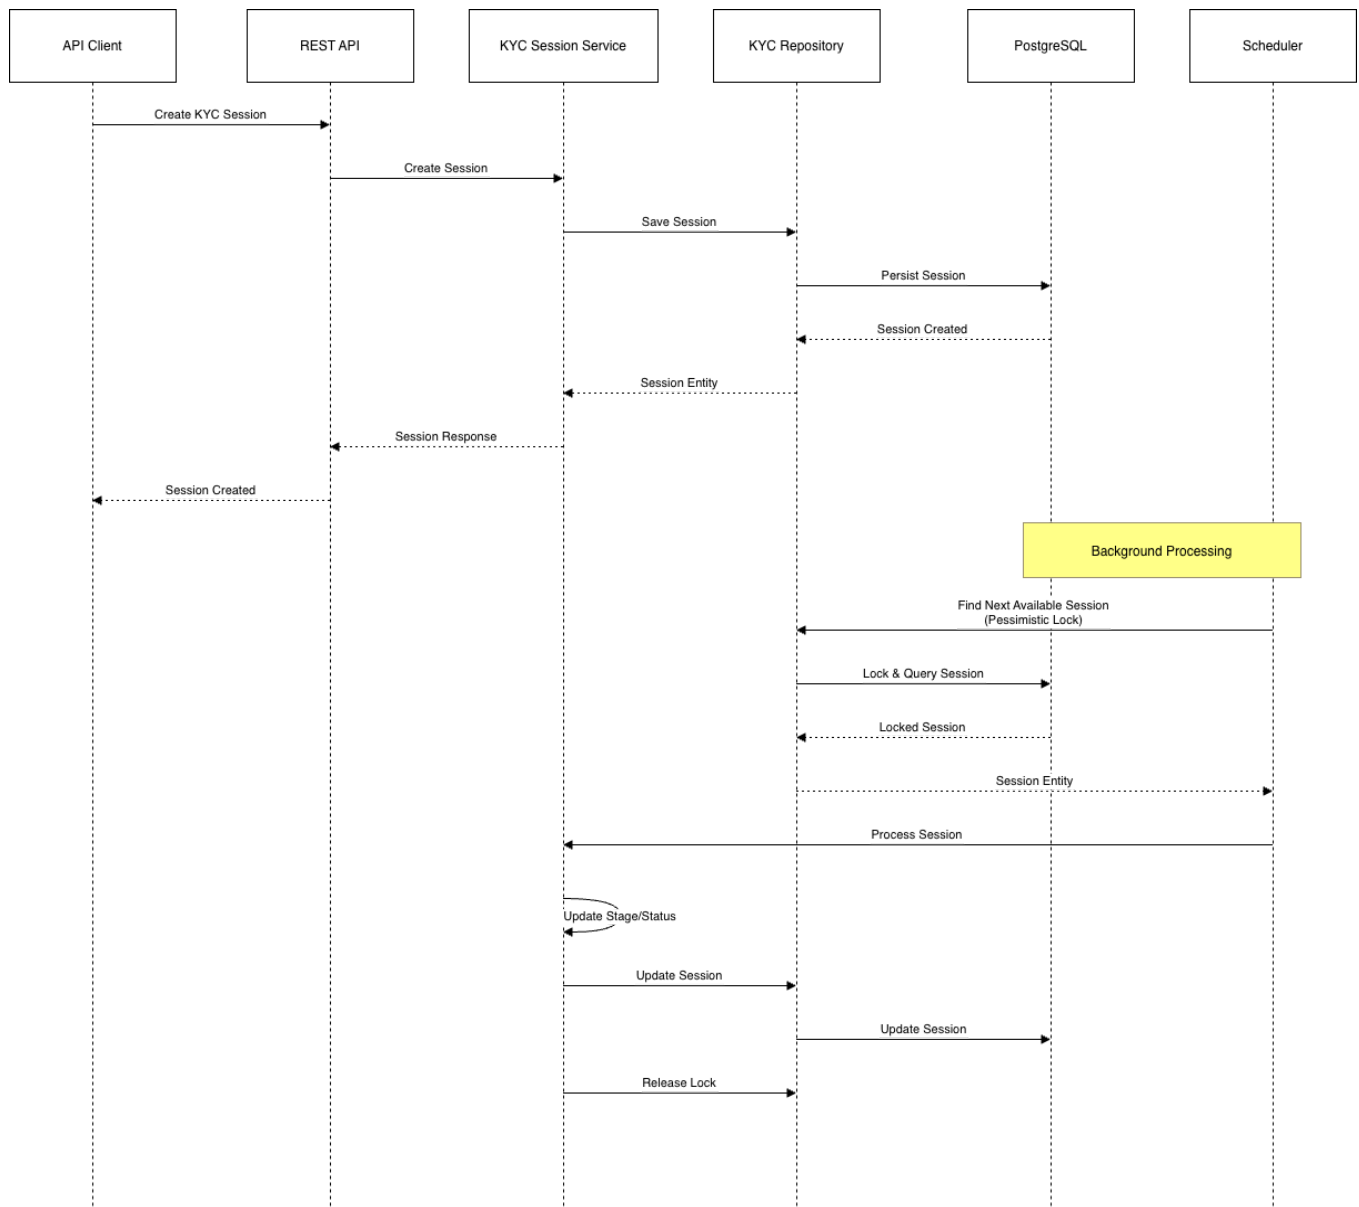 API Client
REST API
KYC Session Service
KYC Repository
PostgreSQL
Scheduler
Create KYC Session
Create Session
Save Session
Persist Session
Session Created
Session Entity
Session Response
Session Created
Background Processing
Find Next Available Session
(Pessimistic Lock)
Lock & Query Session
Locked Session
Session Entity
Process Session
Update Stage/Status
Update Session
Update Session
Release Lock